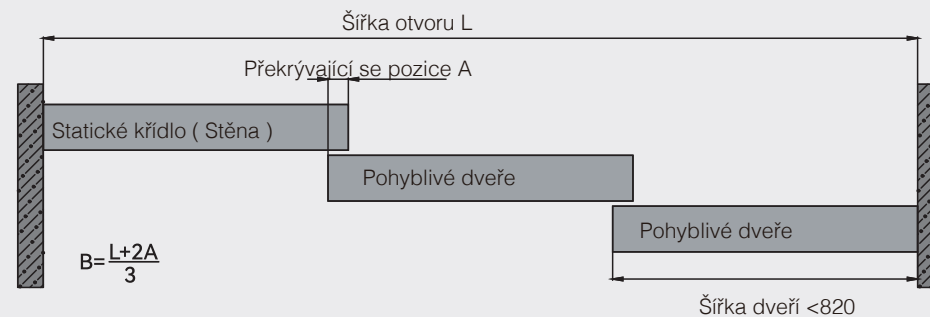 Šířka otvoru L
Překrývající se pozice A
Statické křídlo ( Stěna )
Pohyblivé dveře
Pohyblivé dveře
B=L+2A
3
Šířka dveří <820